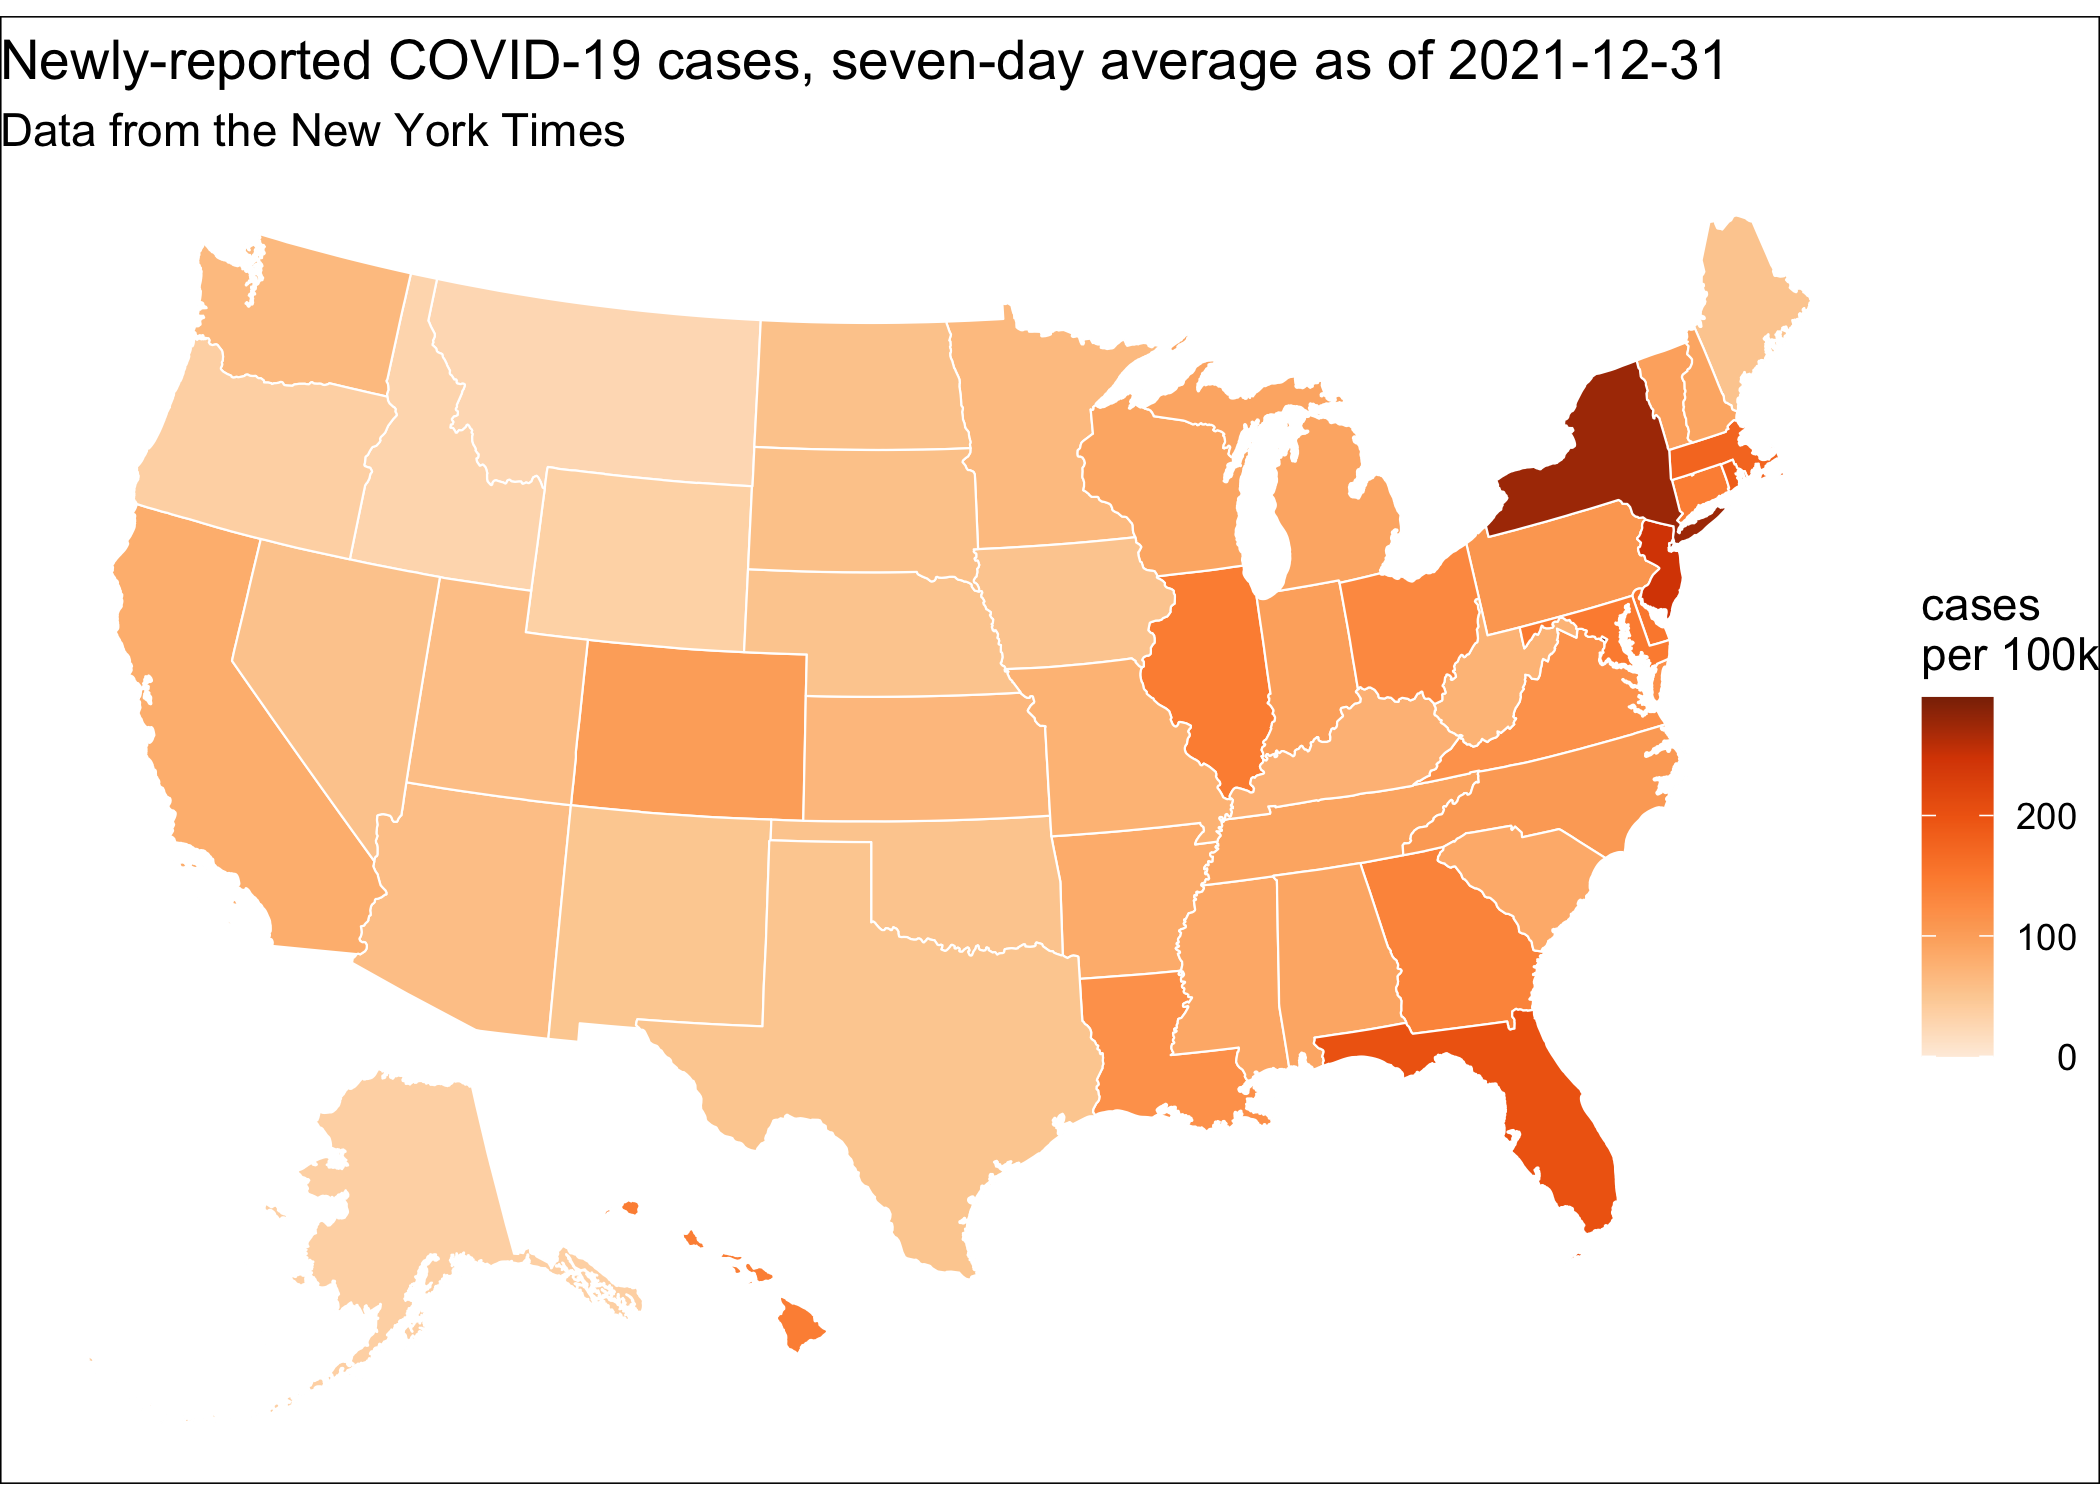 Newly-reported COVID-19 cases, seven-day average as of 2021-12-31
Data from the New York Times
cases
per 100k
200
100
0